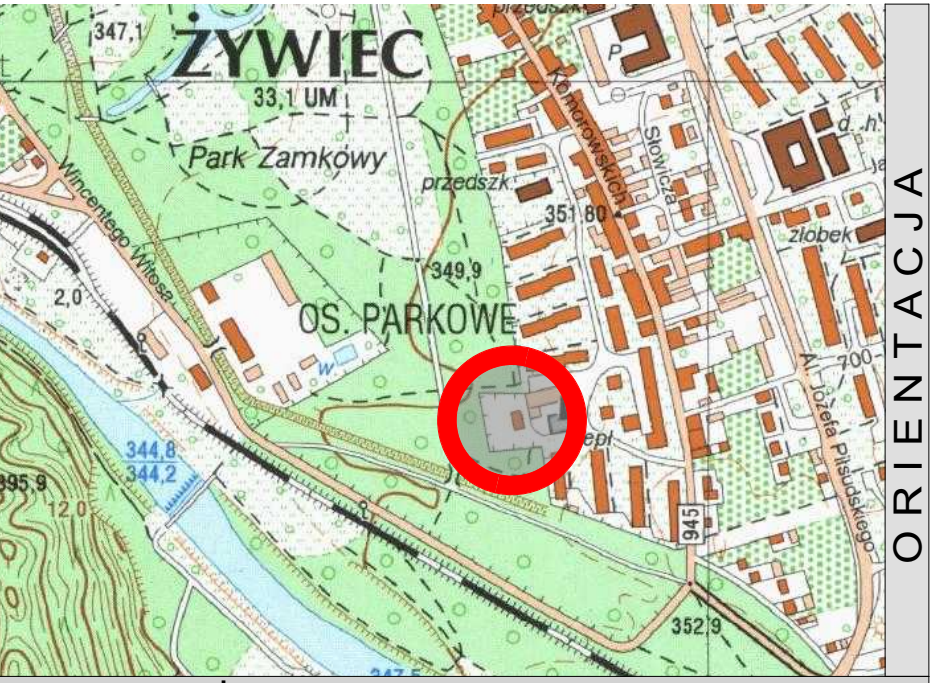 przedszk.
347,1
ŻYWIEC
P
33,1 UM
Komorowskich
Słowicza
Park Zamkowy
przedszk.
351.80
żłobek
Wincentego Witosa
349,9
2,0
OS. PARKOWE
w.
700
Al. Józefa Piłsudskiego
344,8
344,2
395,9
12,0
945
352,9
347,5
ORIENTACJA